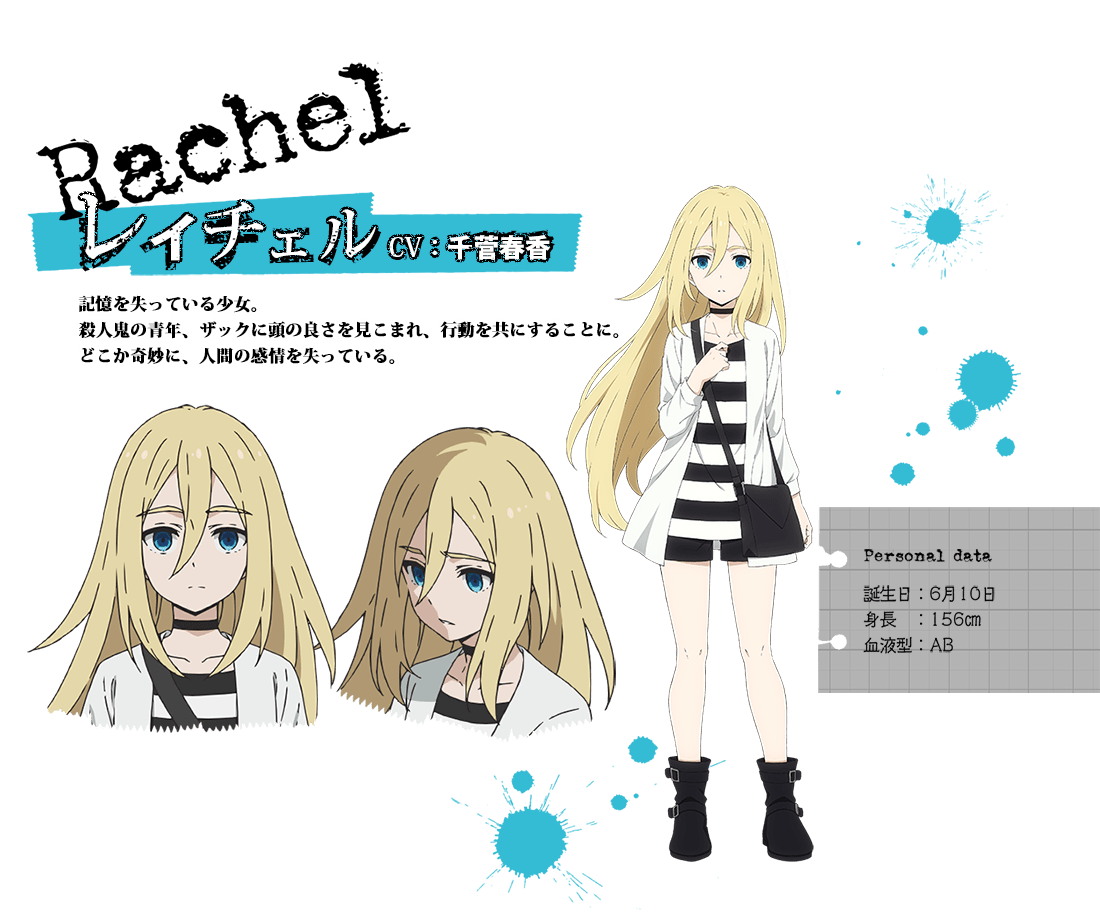 Rachel
レイチェル CV：千菅春香
記憶を失っている少女。
殺人鬼の青年、ザックに頭の良さを見こまれ、行動を共にすることに。
どこか奇妙に、人間の感情を失っている。
Personal data
誕生日：6月10日
身長　：156㎝
血液型：AB